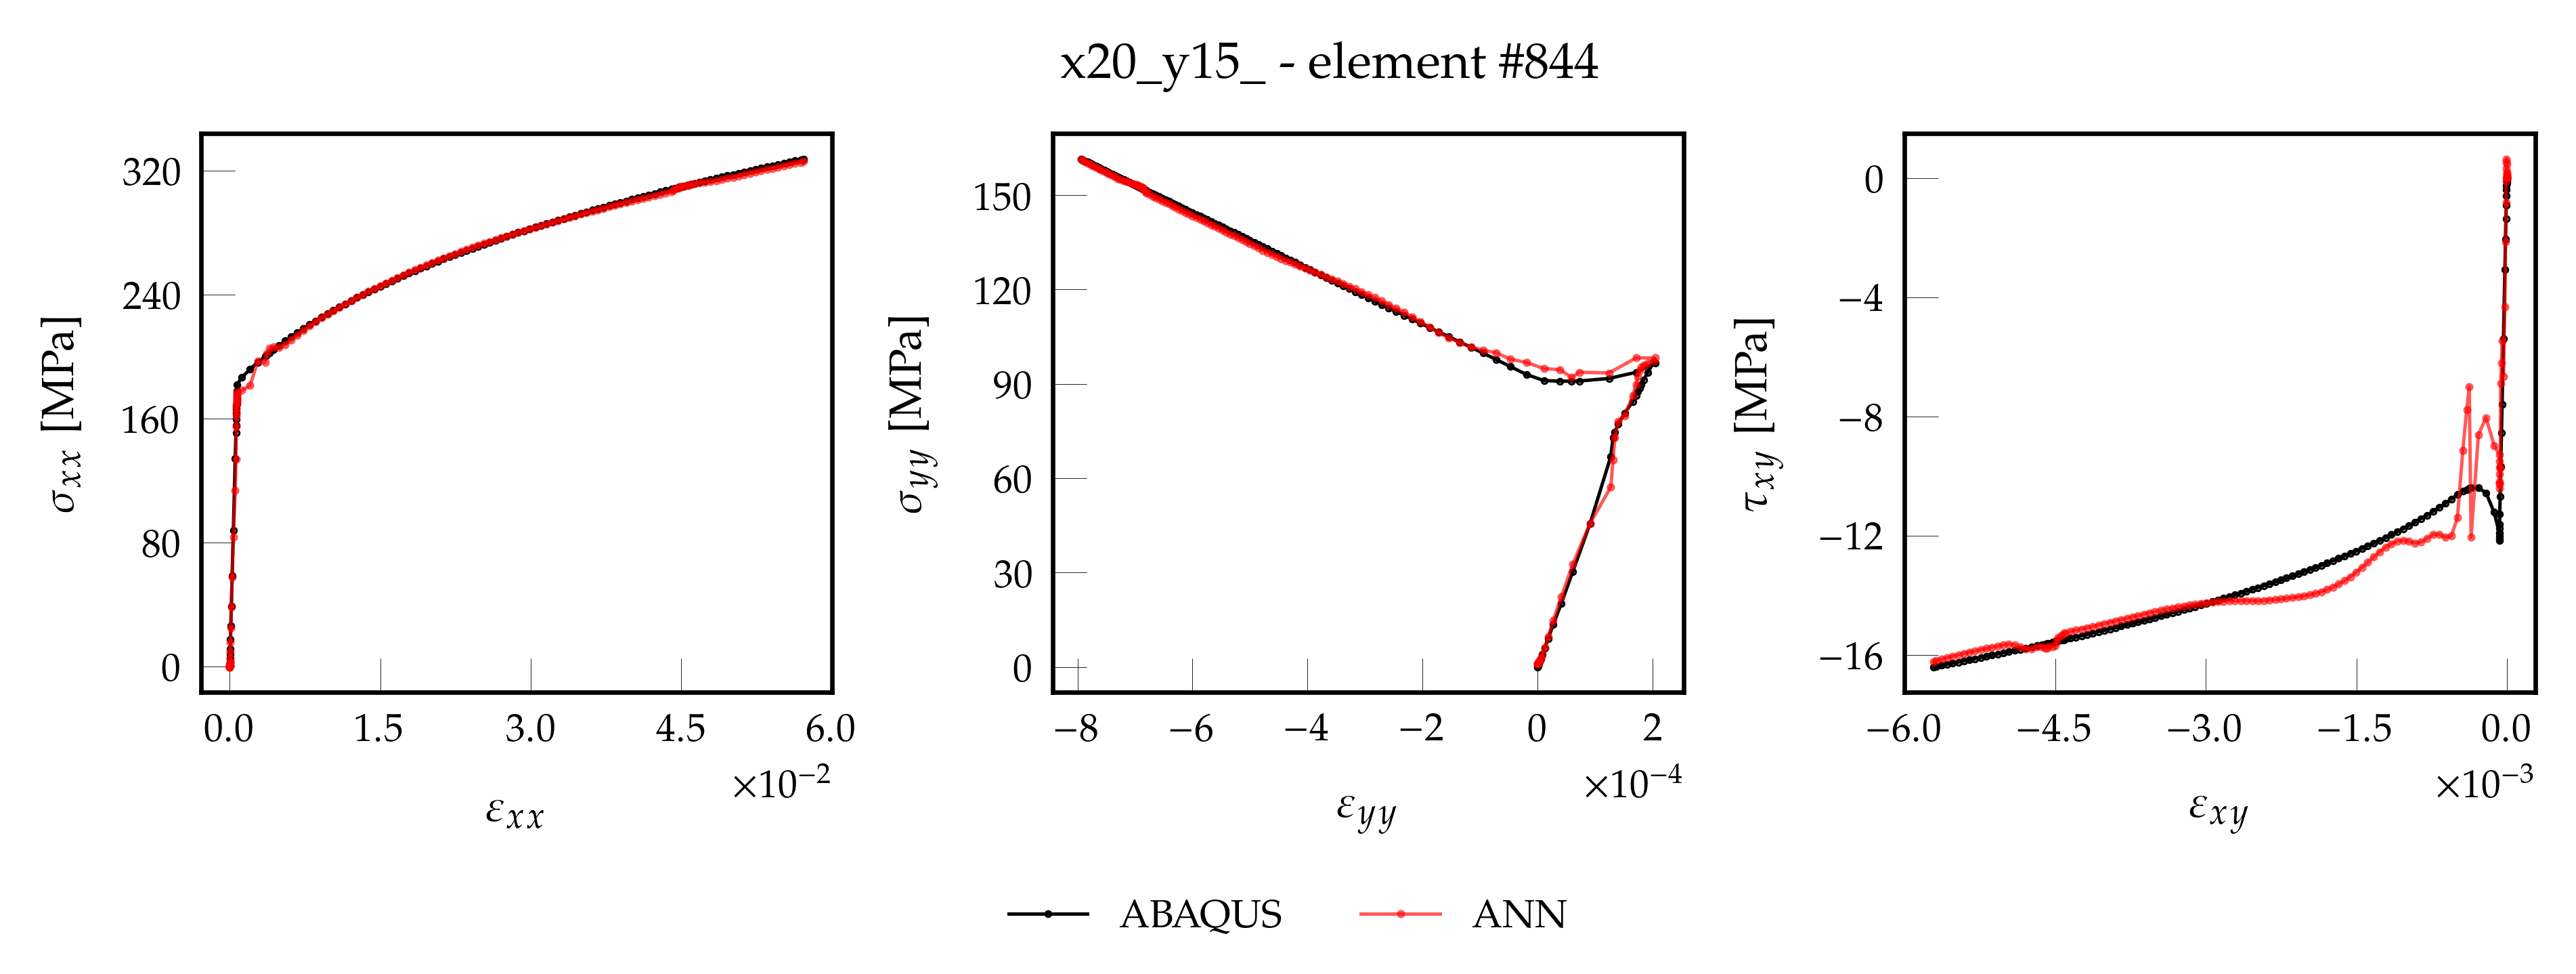 x20_y15_ - element #844
σxx [MPa]
320
240
160
80
0
0.0 1.5 3.0 4.5 6.0
×10−2
εxx
σyy [MPa]
150
120
90
60
30
0
−8 −6 −4 −2 0 2
×10−4
εyy
τxy [MPa]
0
−4
−8
−12
−16
−6.0 −4.5 −3.0 −1.5 0.0
×10−3
εxy
ABAQUS ANN